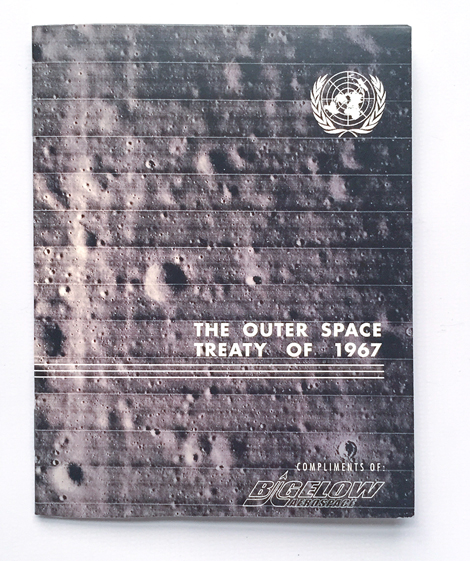 THE OUTER SPACE
TREATY OF 1967
COMPLIMENTS OF:
BIGELOW
AEROSPACE